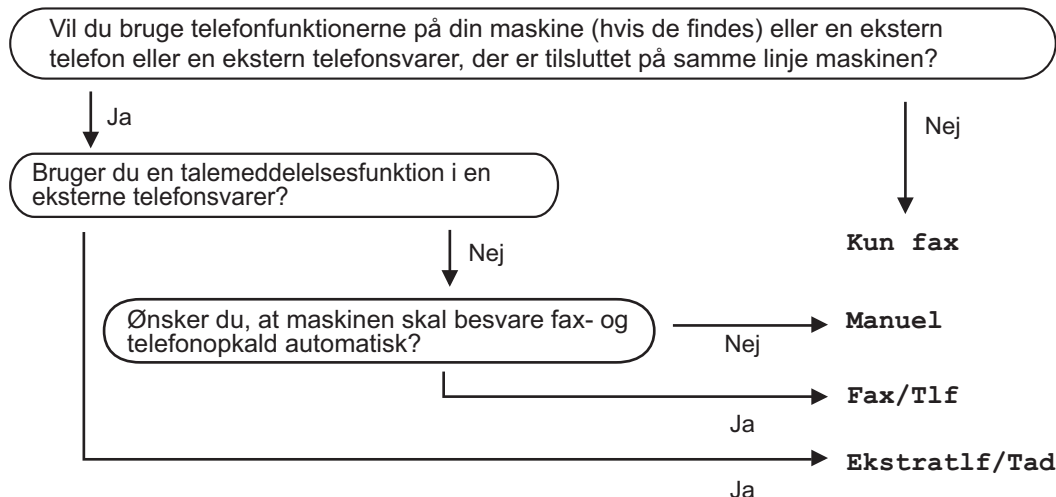 Vil du bruge telefonfunktionerne på din maskine (hvis de findes) eller en ekstern
telefon eller en ekstern telefonsvarer, der er tilsluttet på samme linje maskinen?
Ja
Nej
Bruger du en talemeddelelsesfunktion i en
eksterne telefonsvarer?
Kun fax
Nej
Ønsker du, at maskinen skal besvare fax- og
telefonopkald automatisk?
Nej
Manuel
Ja
Fax/Tlf
Ja
Ekstratlf/Tad